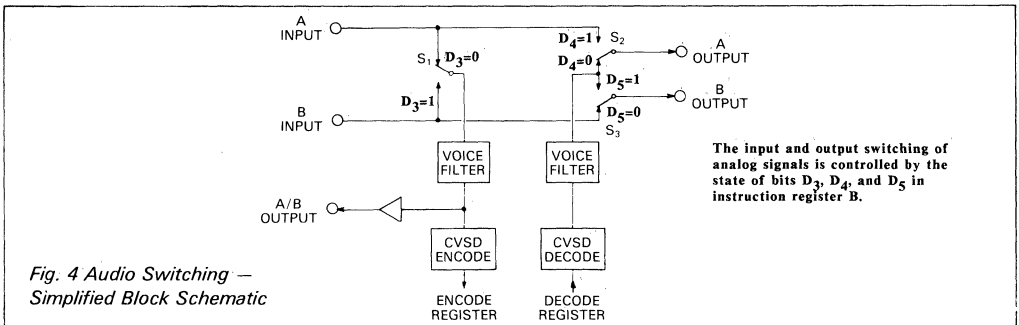 A
INPUT
S1
D3=0
D4=1
S2
D4=0
A
OUTPUT
D3=1
D5=1
B
OUTPUT
B
INPUT
D5=0
S3
VOICE
FILTER
VOICE
FILTER
The input and output switching of
analog signals is controlled by the
state of bits D3, D4, and D5 in
instruction register B.
A/B
OUTPUT
CVSD
ENCODE
CVSD
DECODE
Fig. 4 Audio Switching —
Simplified Block Schematic
ENCODE
REGISTER
DECODE
REGISTER